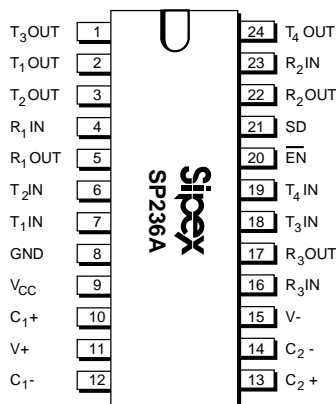 T3OUT 1 24 T4OUT
T1OUT 2 23 R2IN
T2OUT 3 22 R2OUT
R1IN 4 21 SD
R1OUT 5 20 EN
T2IN 6 19 T4IN
T1IN 7 18 T3IN
GND 8 17 R3OUT
VCC 9 16 R3IN
C1+ 10 15 V-
V+ 11 14 C2 -
C1- 12 13 C2 +
Sipex
SP236A